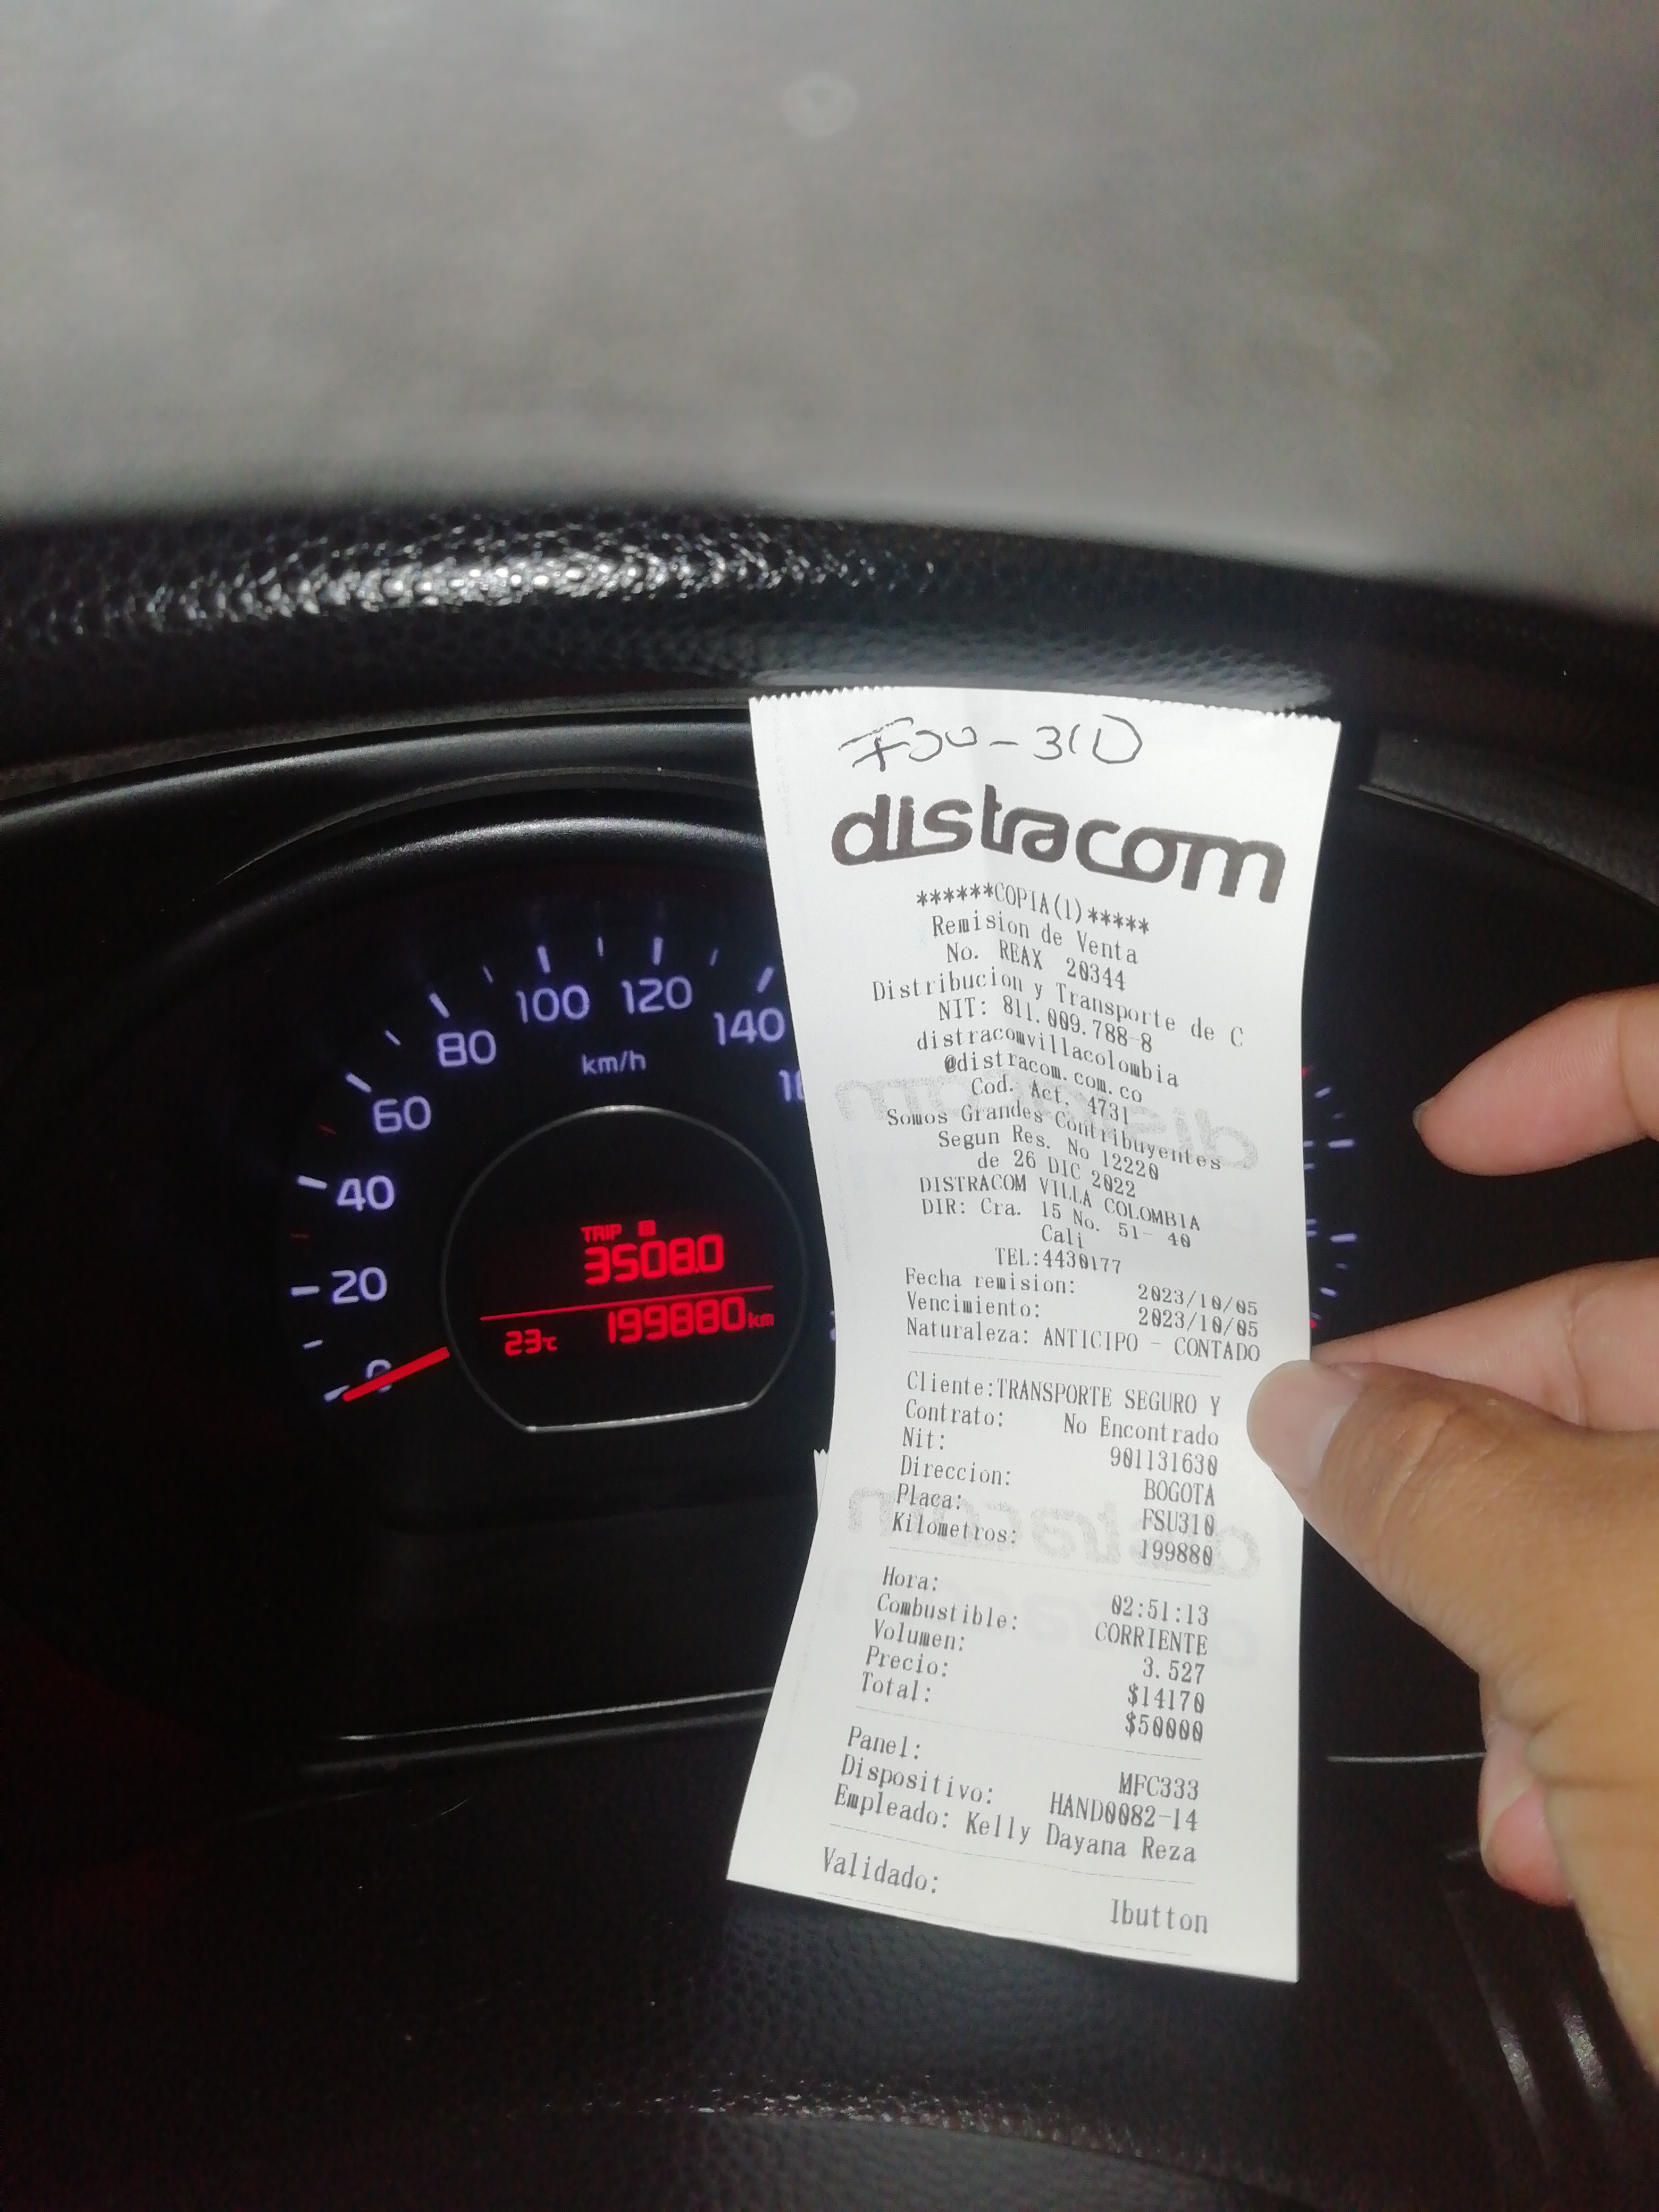 distracom
******COPIA(1)*****
Remision de Venta
No. REAX 20344
Distribucion y Transporte de C
NIT: 811.009.788-8
distracomvillacolombia
@distracom.com.co
Cod. Act. 4731
Somos Grandes Contribuyentes
Segun Res. No 12220
de 26 DIC 2022
DISTRACOM VILLA COLOMBIA
DIR: Cra. 15 No. 51- 40
Cali
TEL:4430177
Fecha remision: 2023/10/05
Vencimiento: 2023/10/05
Naturaleza: ANTICIPO - CONTADO
Cliente:TRANSPORTE SEGURO Y
Contrato: No Encontrado
Nit: 901131630
Direccion: BOGOTA
Placa: FSU310
Kilometros: 199880
Hora: 02:51:13
Combustible: CORRIENTE
Volumen: 3.527
Precio: $14170
Total: $50000
Panel: MFC333
Dispositivo: HAND0082-14
Empleado: Kelly Dayana Reza
Validado: Ibutton
0
20
40
60
80
100
120
140
km/h
TRIP
3508.0
199880 km
23°C